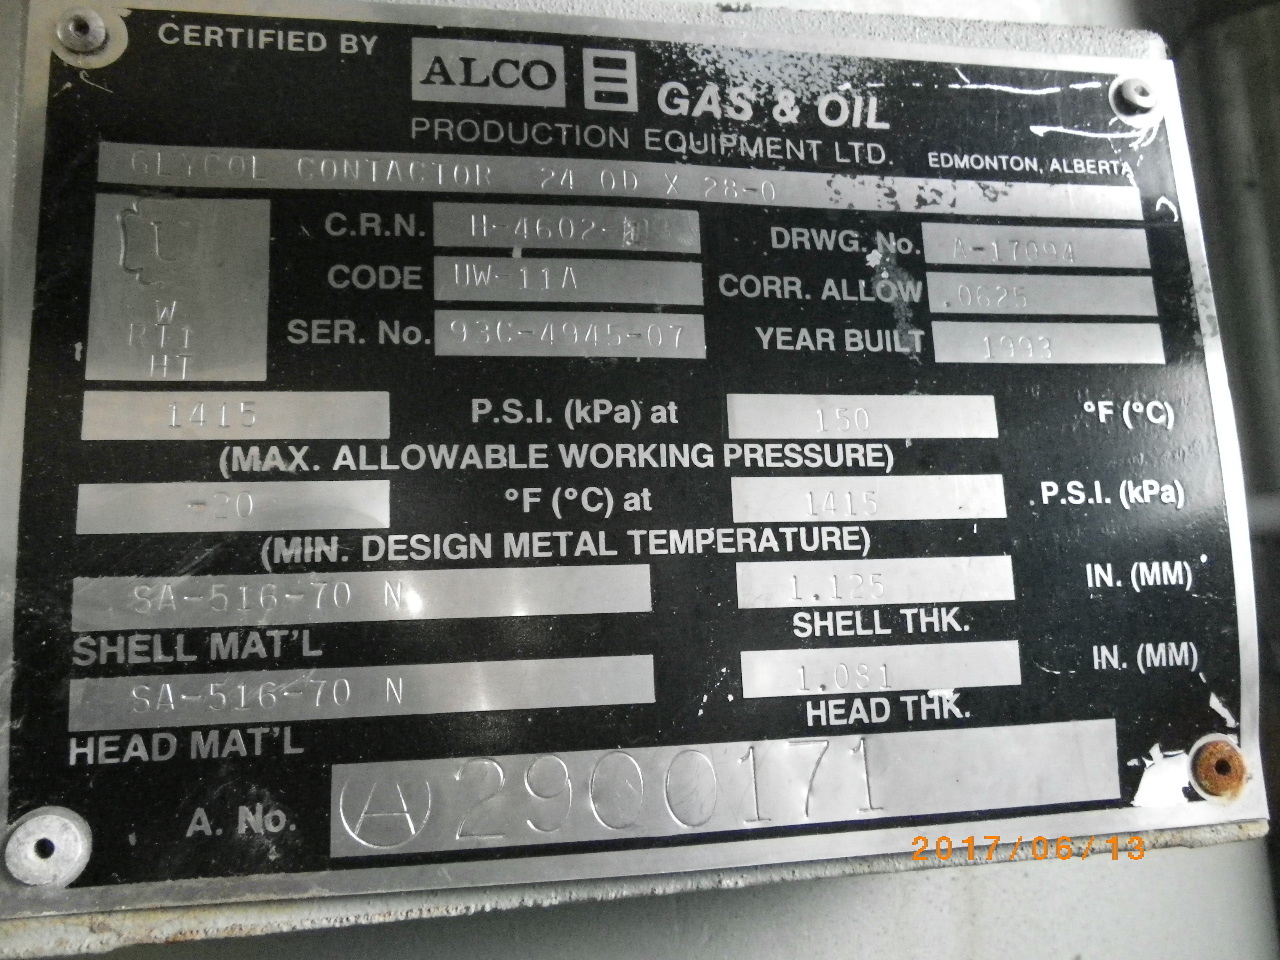 CERTIFIED BY ALCO GAS & OIL
PRODUCTION EQUIPMENT LTD. EDMONTON, ALBERTA
GLYCOL CONTACTOR 24 OD X 28-0
U
W
RT1
HT
C.R.N. H-4602- DRWG. No. A-17094
CODE UW-11A CORR. ALLOW .0625
SER. No. 93C-4945-07 YEAR BUILT 1993
1415 P.S.I. (kPa) at 150 °F (°C)
(MAX. ALLOWABLE WORKING PRESSURE)
-20 °F (°C) at 1415 P.S.I. (kPa)
(MIN. DESIGN METAL TEMPERATURE)
SA-516-70 N 1.125 IN. (MM)
SHELL MAT'L SHELL THK.
SA-516-70 N 1.081 IN. (MM)
HEAD MAT'L HEAD THK.
A. No. A 2900171
2017/06/13